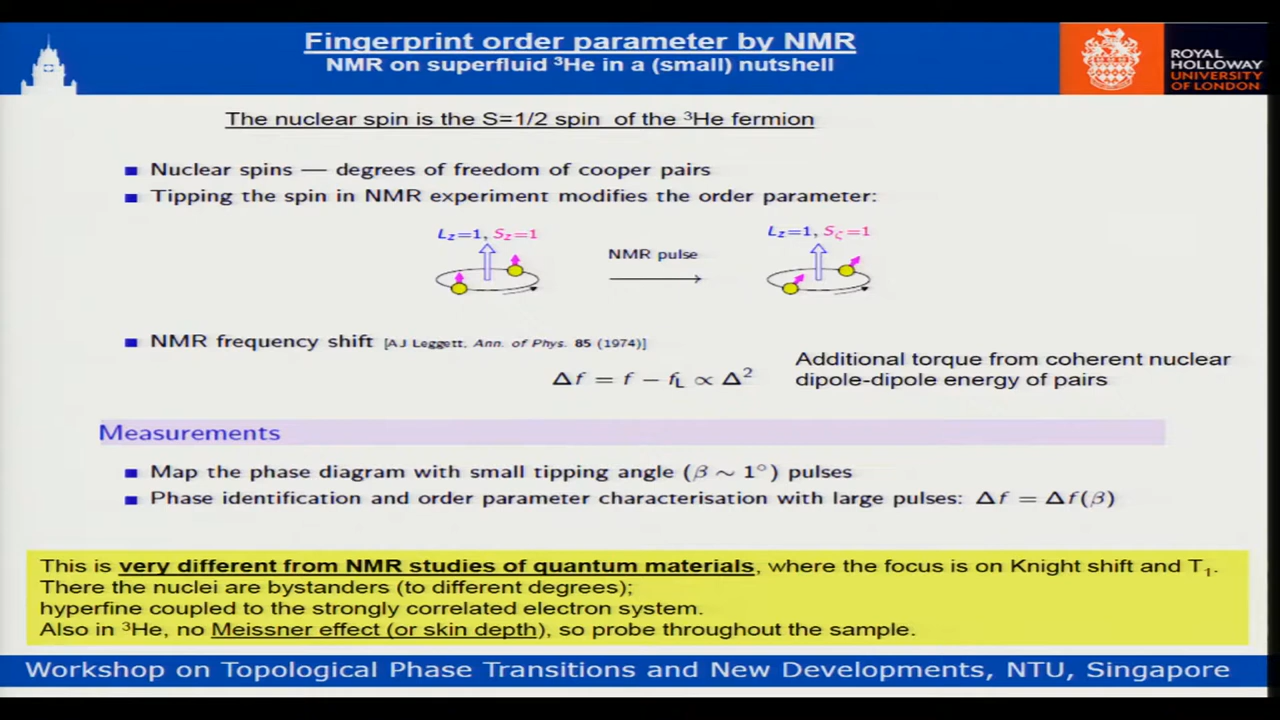 Fingerprint order parameter by NMR
NMR on superfluid ³He in a (small) nutshell
ROYAL
HOLLOWAY
UNIVERSITY
OF LONDON
The nuclear spin is the S=1/2 spin of the ³He fermion
Nuclear spins — degrees of freedom of cooper pairs
Tipping the spin in NMR experiment modifies the order parameter:
L_z=1, S_z=1
NMR pulse
L_z=1, S_ζ=1
NMR frequency shift [AJ Leggett, Ann. of Phys. 85 (1974)]
Δf = f − f_L ∝ Δ²
Additional torque from coherent nuclear
dipole-dipole energy of pairs
Measurements
Map the phase diagram with small tipping angle (β ∼ 1°) pulses
Phase identification and order parameter characterisation with large pulses: Δf = Δf(β)
This is very different from NMR studies of quantum materials, where the focus is on Knight shift and T₁.
There the nuclei are bystanders (to different degrees);
hyperfine coupled to the strongly correlated electron system.
Also in ³He, no Meissner effect (or skin depth), so probe throughout the sample.
Workshop on Topological Phase Transitions and New Developments, NTU, Singapore